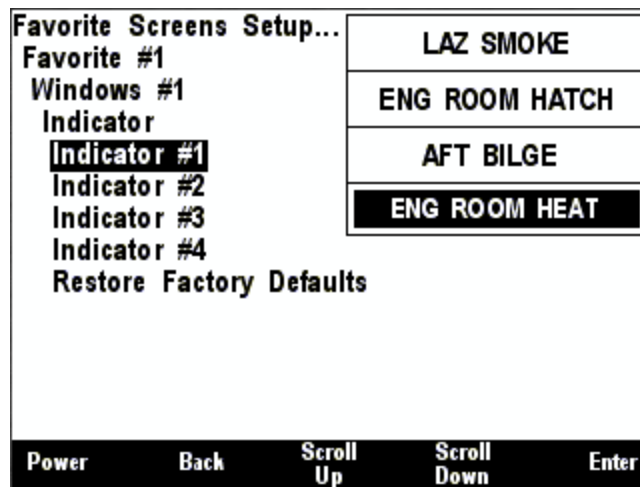 Favorite Screens Setup...
Favorite #1
Windows #1
Indicator
Indicator #1
Indicator #2
Indicator #3
Indicator #4
Restore Factory Defaults
LAZ SMOKE
ENG ROOM HATCH
AFT BILGE
ENG ROOM HEAT
Power Back Scroll Up Scroll Down Enter